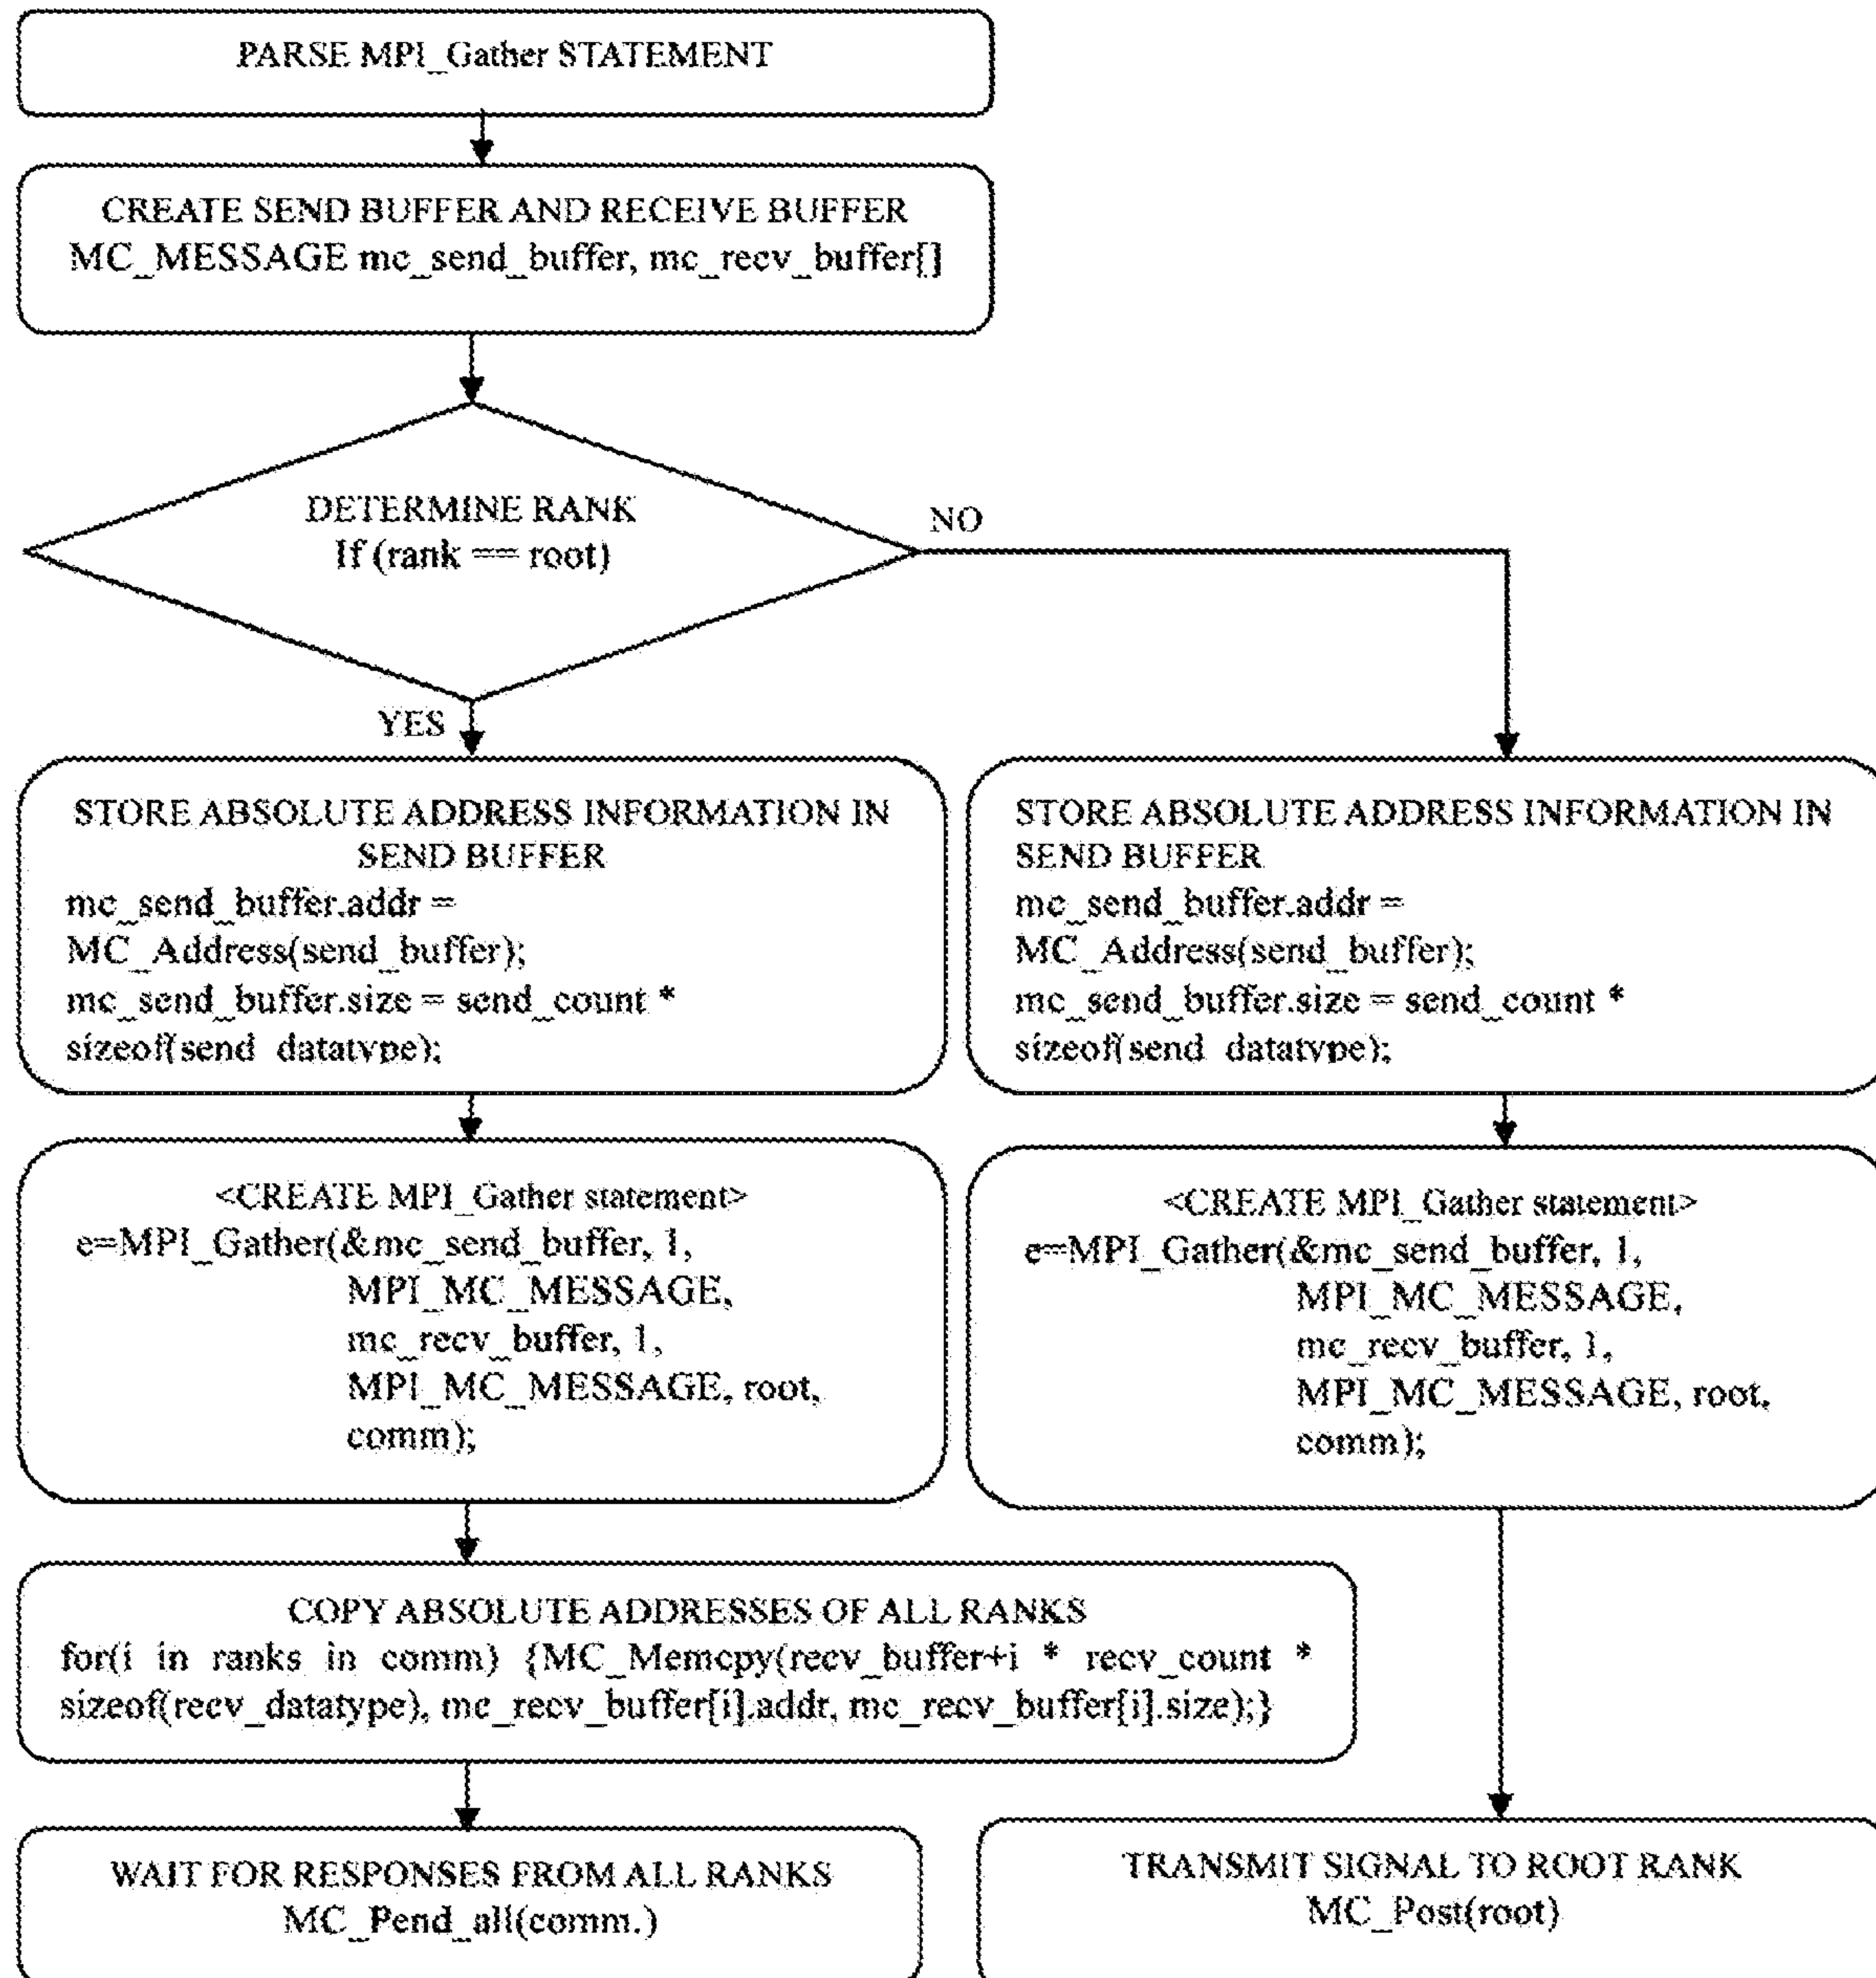 PARSE MPI_Gather STATEMENT
CREATE SEND BUFFER AND RECEIVE BUFFER
MC_MESSAGE mc_send_buffer, mc_recv_buffer[]
DETERMINE RANK
If (rank == root)
NO
YES
STORE ABSOLUTE ADDRESS INFORMATION IN
SEND BUFFER
mc_send_buffer.addr =
MC_Address(send_buffer);
mc_send_buffer.size = send_count *
sizeof(send_datatype);
STORE ABSOLUTE ADDRESS INFORMATION IN
SEND BUFFER
mc_send_buffer.addr =
MC_Address(send_buffer);
mc_send_buffer.size = send_count *
sizeof(send_datatype);
<CREATE MPI_Gather statement>
e=MPI_Gather(&mc_send_buffer, 1,
MPI_MC_MESSAGE,
mc_recv_buffer, 1,
MPI_MC_MESSAGE, root,
comm);
<CREATE MPI_Gather statement>
e=MPI_Gather(&mc_send_buffer, 1,
MPI_MC_MESSAGE,
mc_recv_buffer, 1,
MPI_MC_MESSAGE, root,
comm);
COPY ABSOLUTE ADDRESSES OF ALL RANKS
for(i in ranks in comm) {MC_Memcpy(recv_buffer+i * recv_count *
sizeof(recv_datatype), mc_recv_buffer[i].addr, mc_recv_buffer[i].size);}
WAIT FOR RESPONSES FROM ALL RANKS
MC_Pend_all(comm.)
TRANSMIT SIGNAL TO ROOT RANK
MC_Post(root)